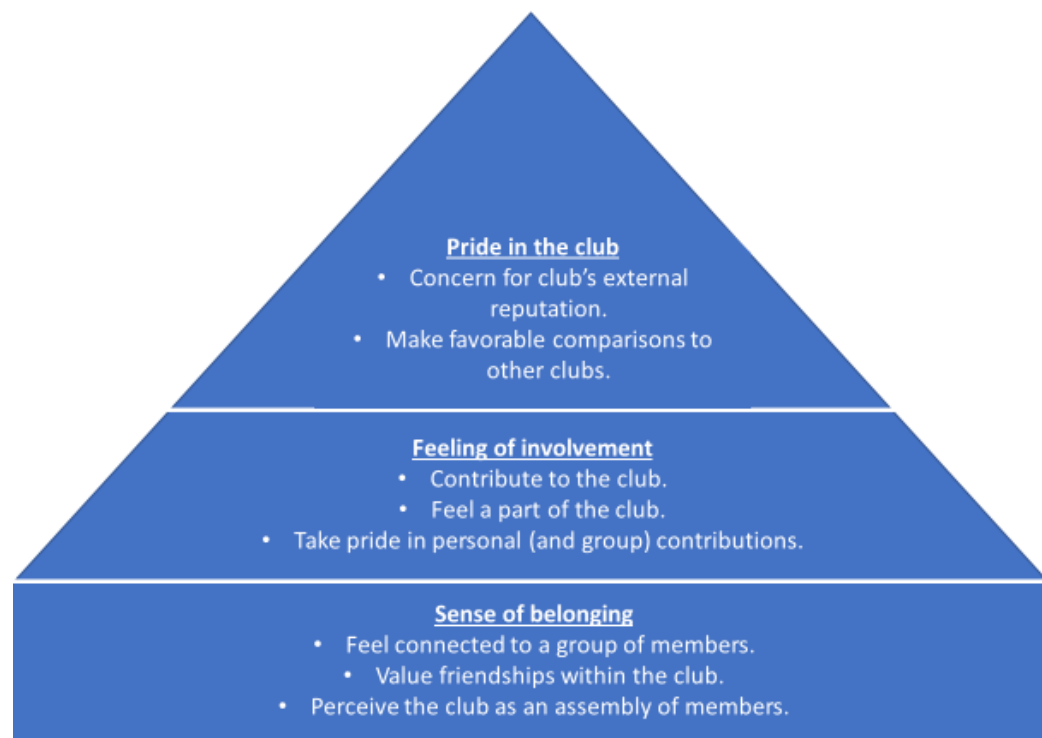 Pride in the club
• Concern for club’s external
reputation.
• Make favorable comparisons to
other clubs.
Feeling of involvement
• Contribute to the club.
• Feel a part of the club.
• Take pride in personal (and group) contributions.
Sense of belonging
• Feel connected to a group of members.
• Value friendships within the club.
• Perceive the club as an assembly of members.